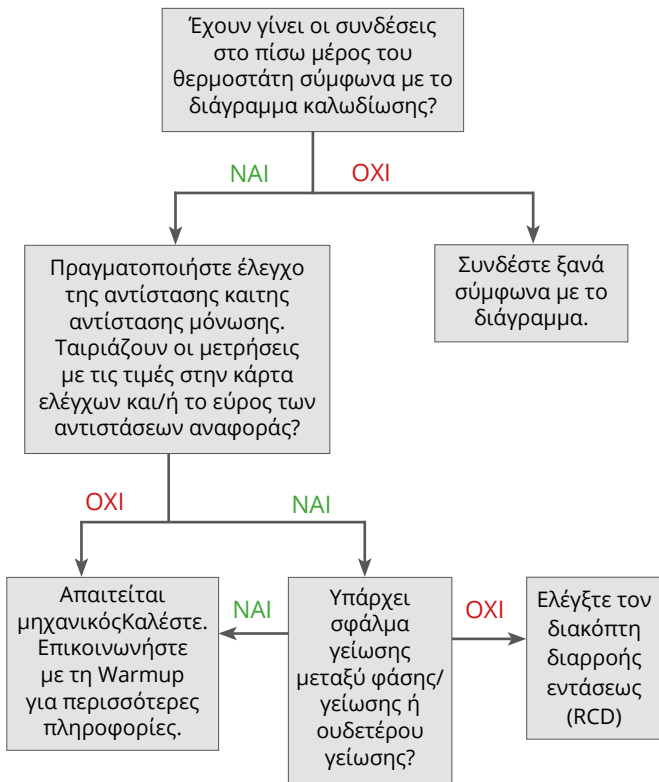 Έχουν γίνει οι συνδέσεις
στο πίσω μέρος του
θερμοστάτη σύμφωνα με το
διάγραμμα καλωδίωσης?
ΝΑΙ
ΟΧΙ
Πραγματοποιήστε έλεγχο
της αντίστασης καιτης
αντίστασης μόνωσης.
Ταιριάζουν οι μετρήσεις
με τις τιμές στην κάρτα
ελέγχων και/ή το εύρος των
αντιστάσεων αναφοράς?
Συνδέστε ξανά
σύμφωνα με το
διάγραμμα.
ΟΧΙ
ΝΑΙ
Απαιτείται
μηχανικόςΚαλέστε.
Επικοινωνήστε
με τη Warmup
για περισσότερες
πληροφορίες.
ΝΑΙ
Υπάρχει
σφάλμα
γείωσης
μεταξύ φάσης/
γείωσης ή
ουδετέρου
γείωσης?
ΟΧΙ
Ελέγξτε τον
διακόπτη
διαρροής
εντάσεως
(RCD)